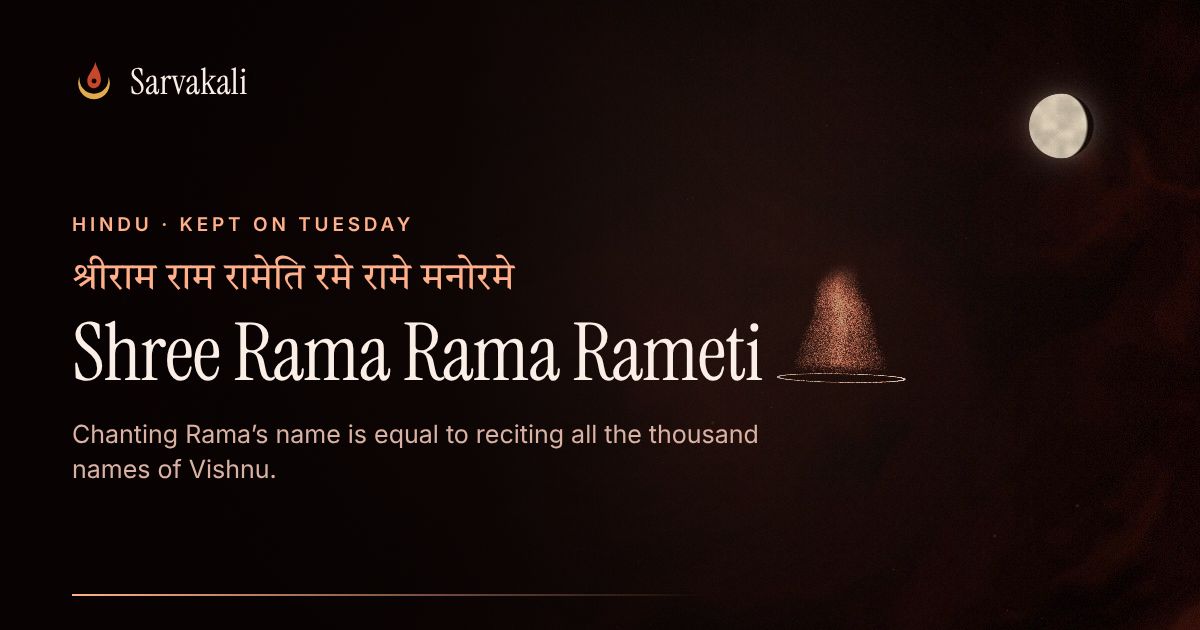 Sarvakali
HINDU · KEPT ON TUESDAY
श्रीराम राम रामेति रमे रामे मनोरमे
Shree Rama Rama Rameti
Chanting Rama’s name is equal to reciting all the thousand
names of Vishnu.